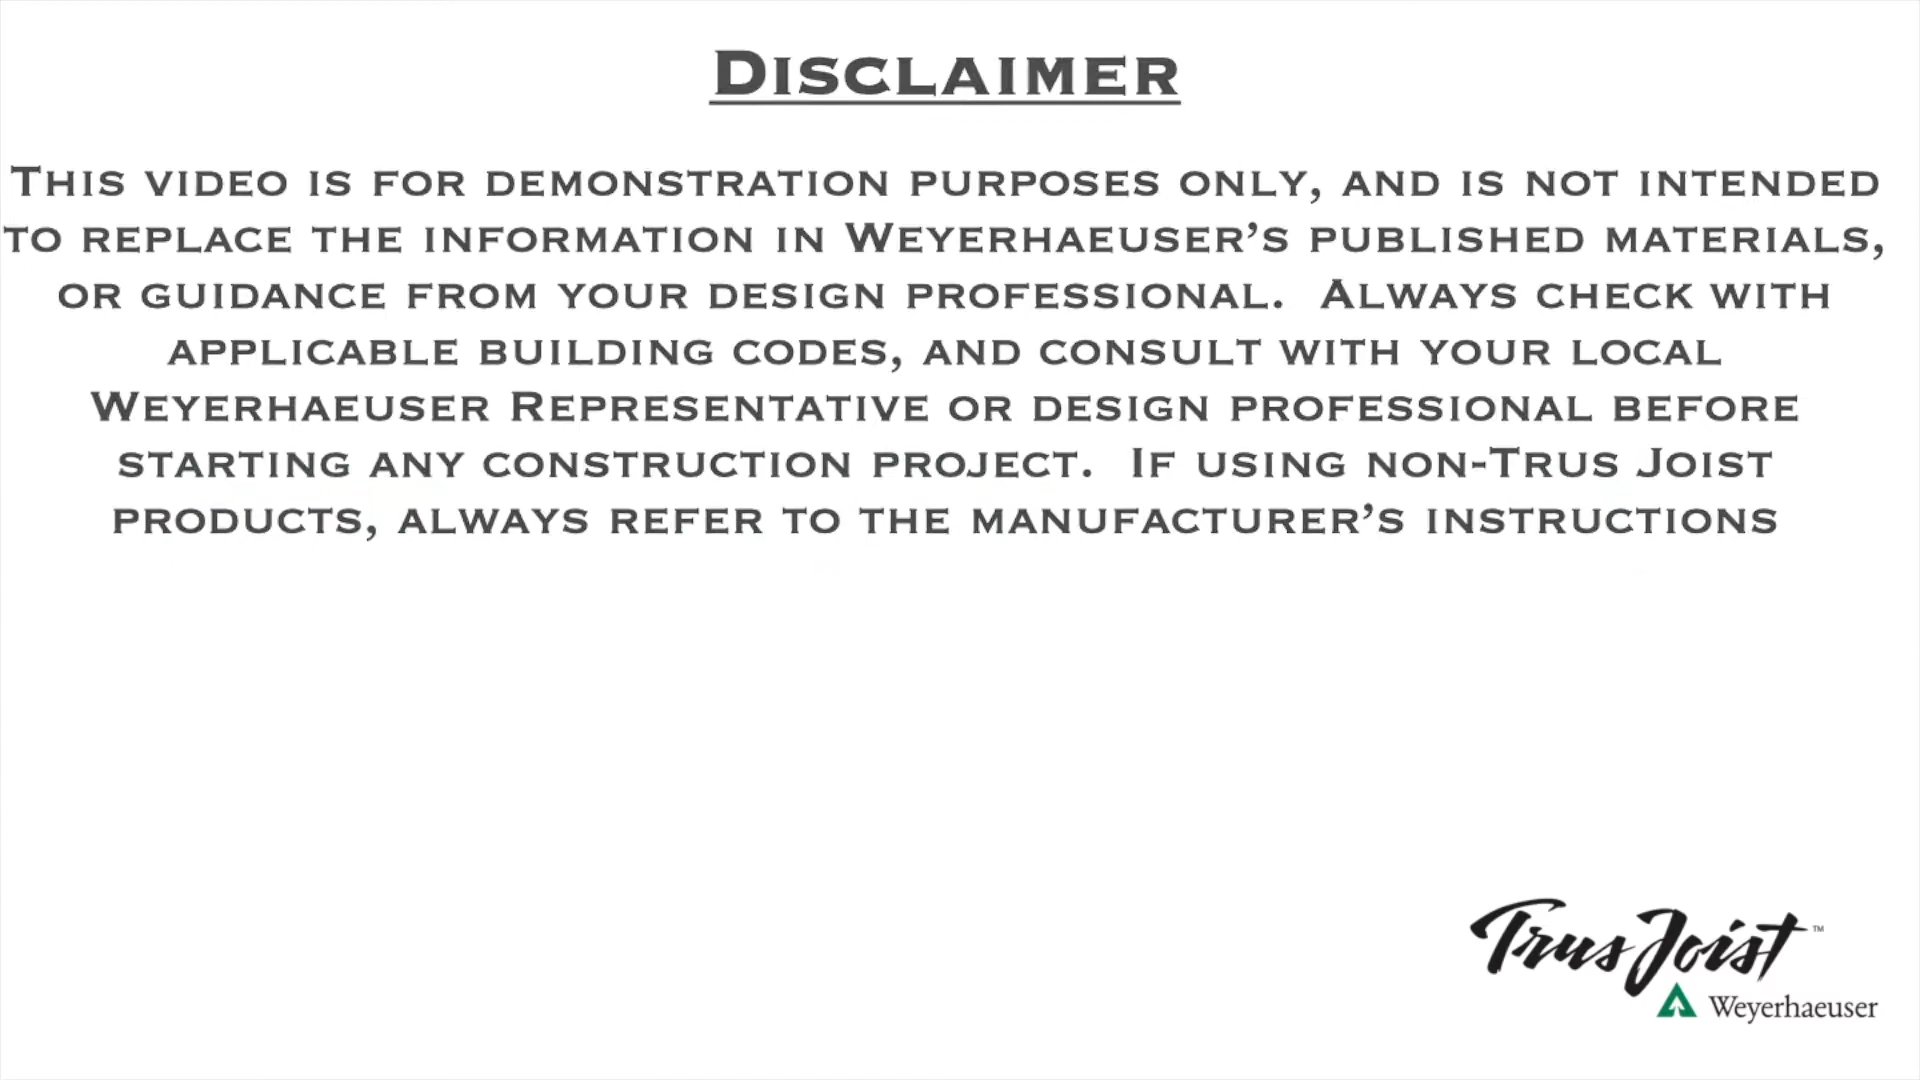 Disclaimer
This video is for demonstration purposes only, and is not intended
to replace the information in Weyerhaeuser’s published materials,
or guidance from your design professional. Always check with
applicable building codes, and consult with your local
Weyerhaeuser Representative or design professional before
starting any construction project. If using non-Trus Joist
products, always refer to the manufacturer’s instructions
Trus Joist™
Weyerhaeuser